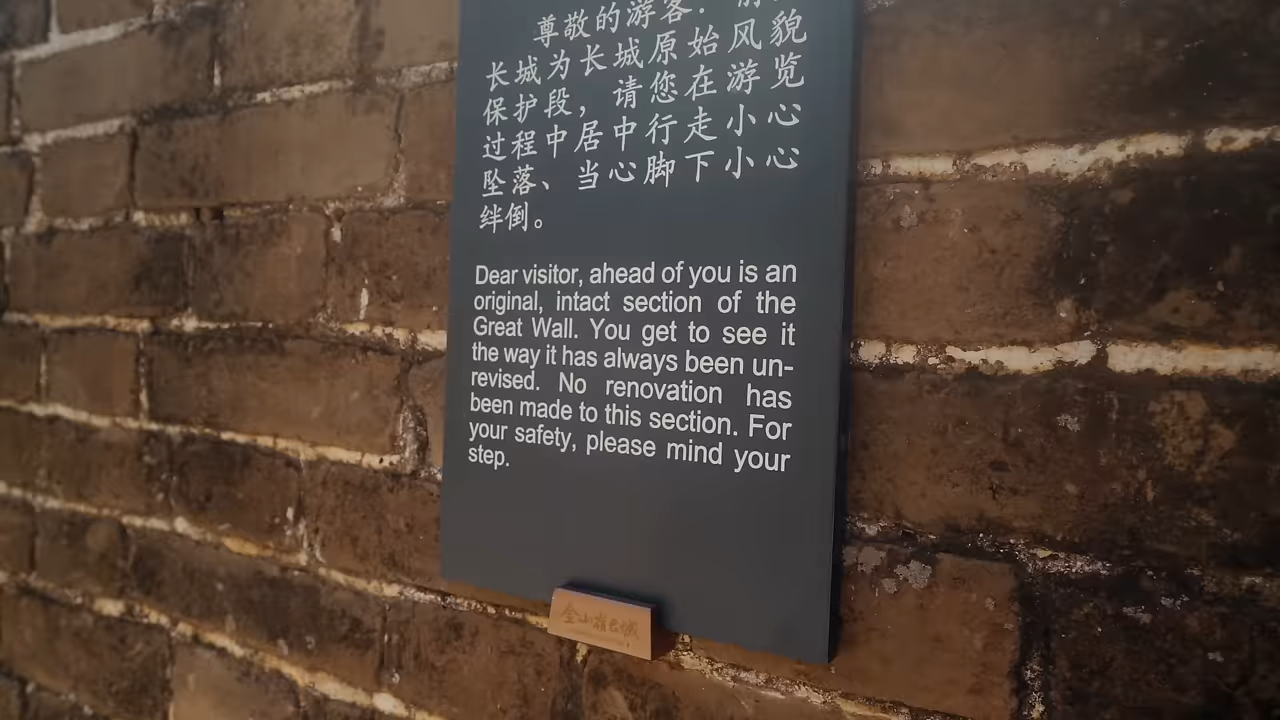 尊敬的游客：前
长城为长城原始风貌
保护段，请您在游览
过程中居中行走小心
坠落、当心脚下小心
绊倒。
Dear visitor, ahead of you is an
original, intact section of the
Great Wall. You get to see it
the way it has always been un-
revised. No renovation has
been made to this section. For
your safety, please mind your
step.
金山岭长城